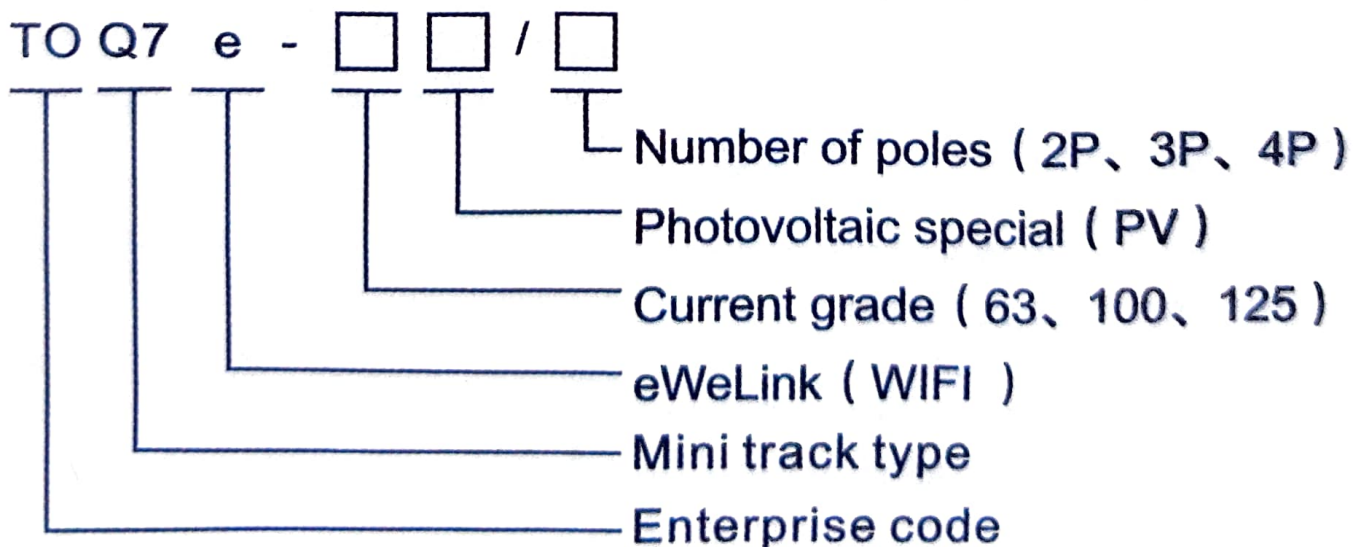 TO Q7 e - □ □ / □
Number of poles ( 2P、3P、4P )
Photovoltaic special ( PV )
Current grade ( 63、100、125 )
eWeLink ( WIFI )
Mini track type
Enterprise code